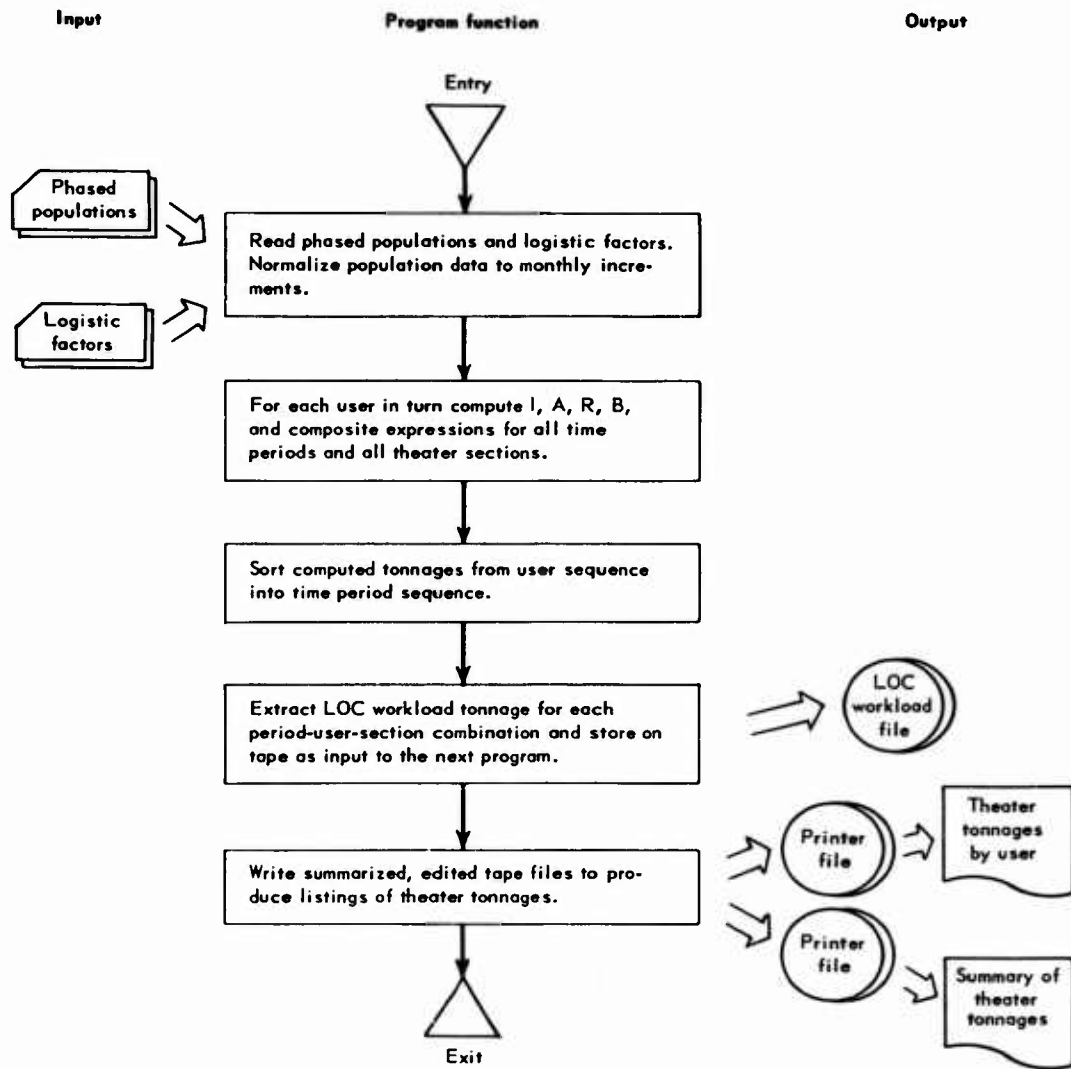 Input
Program function
Output
Entry
Phased
populations
Logistic
factors
Read phased populations and logistic factors.
Normalize population data to monthly incre-
ments.
For each user in turn compute I, A, R, B,
and composite expressions for all time
periods and all theater sections.
Sort computed tonnages from user sequence
into time period sequence.
Extract LOC workload tonnage for each
period-user-section combination and store on
tape as input to the next program.
LOC
workload
file
Write summarized, edited tape files to pro-
duce listings of theater tonnages.
Printer
file
Theater
tonnages
by user
Printer
file
Summary of
theater
tonnages
Exit